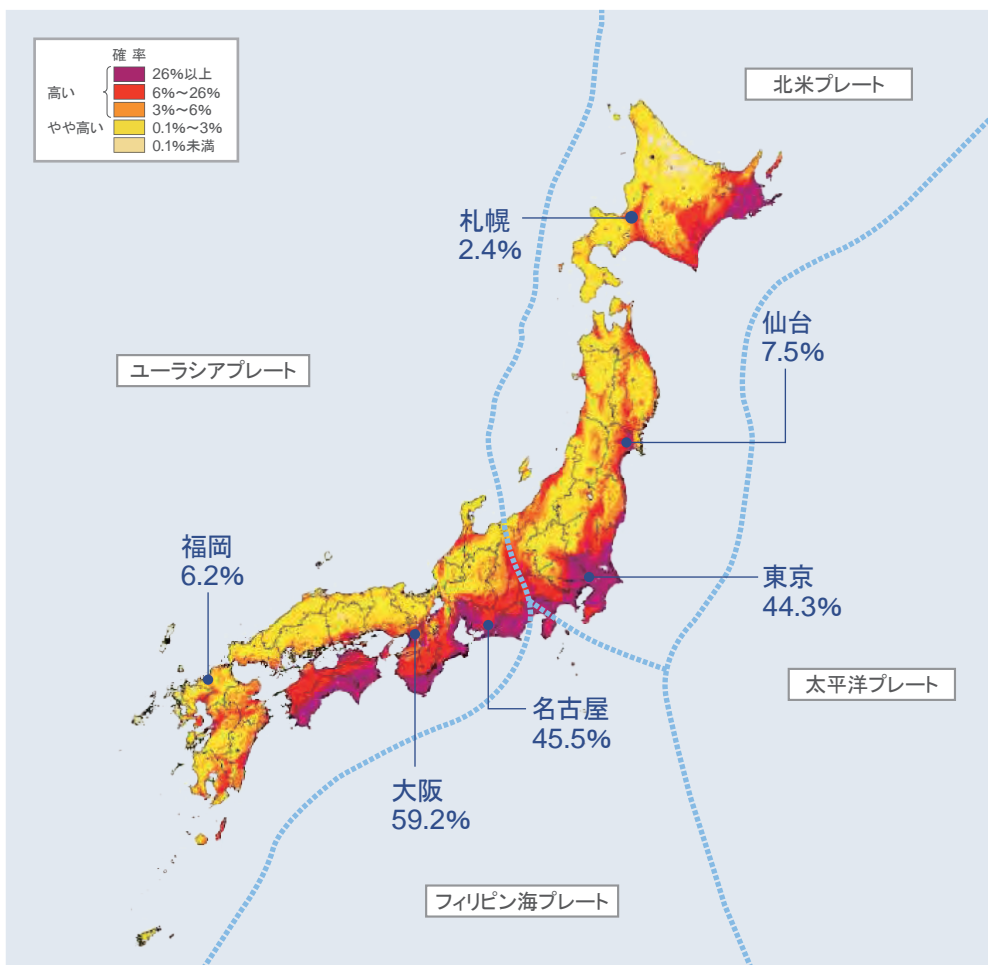 確 率
高い
26%以上
6%～26%
3%～6%
やや高い
0.1%～3%
0.1%未満
北米プレート
札幌
2.4%
仙台
7.5%
ユーラシアプレート
福岡
6.2%
東京
44.3%
太平洋プレート
名古屋
45.5%
大阪
59.2%
フィリピン海プレート